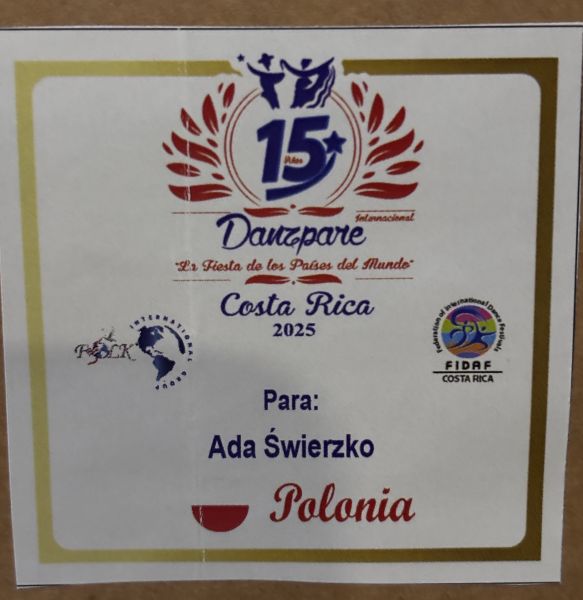 15
Años
Internacional
Danzpare
"La Fiesta de los Países del Mundo"
Costa Rica
2025
FOLK
INTERNATIONAL GROUP
Federation of International Dance Festivals
FIDAF
COSTA RICA
Para:
Ada Świerzko
Polonia